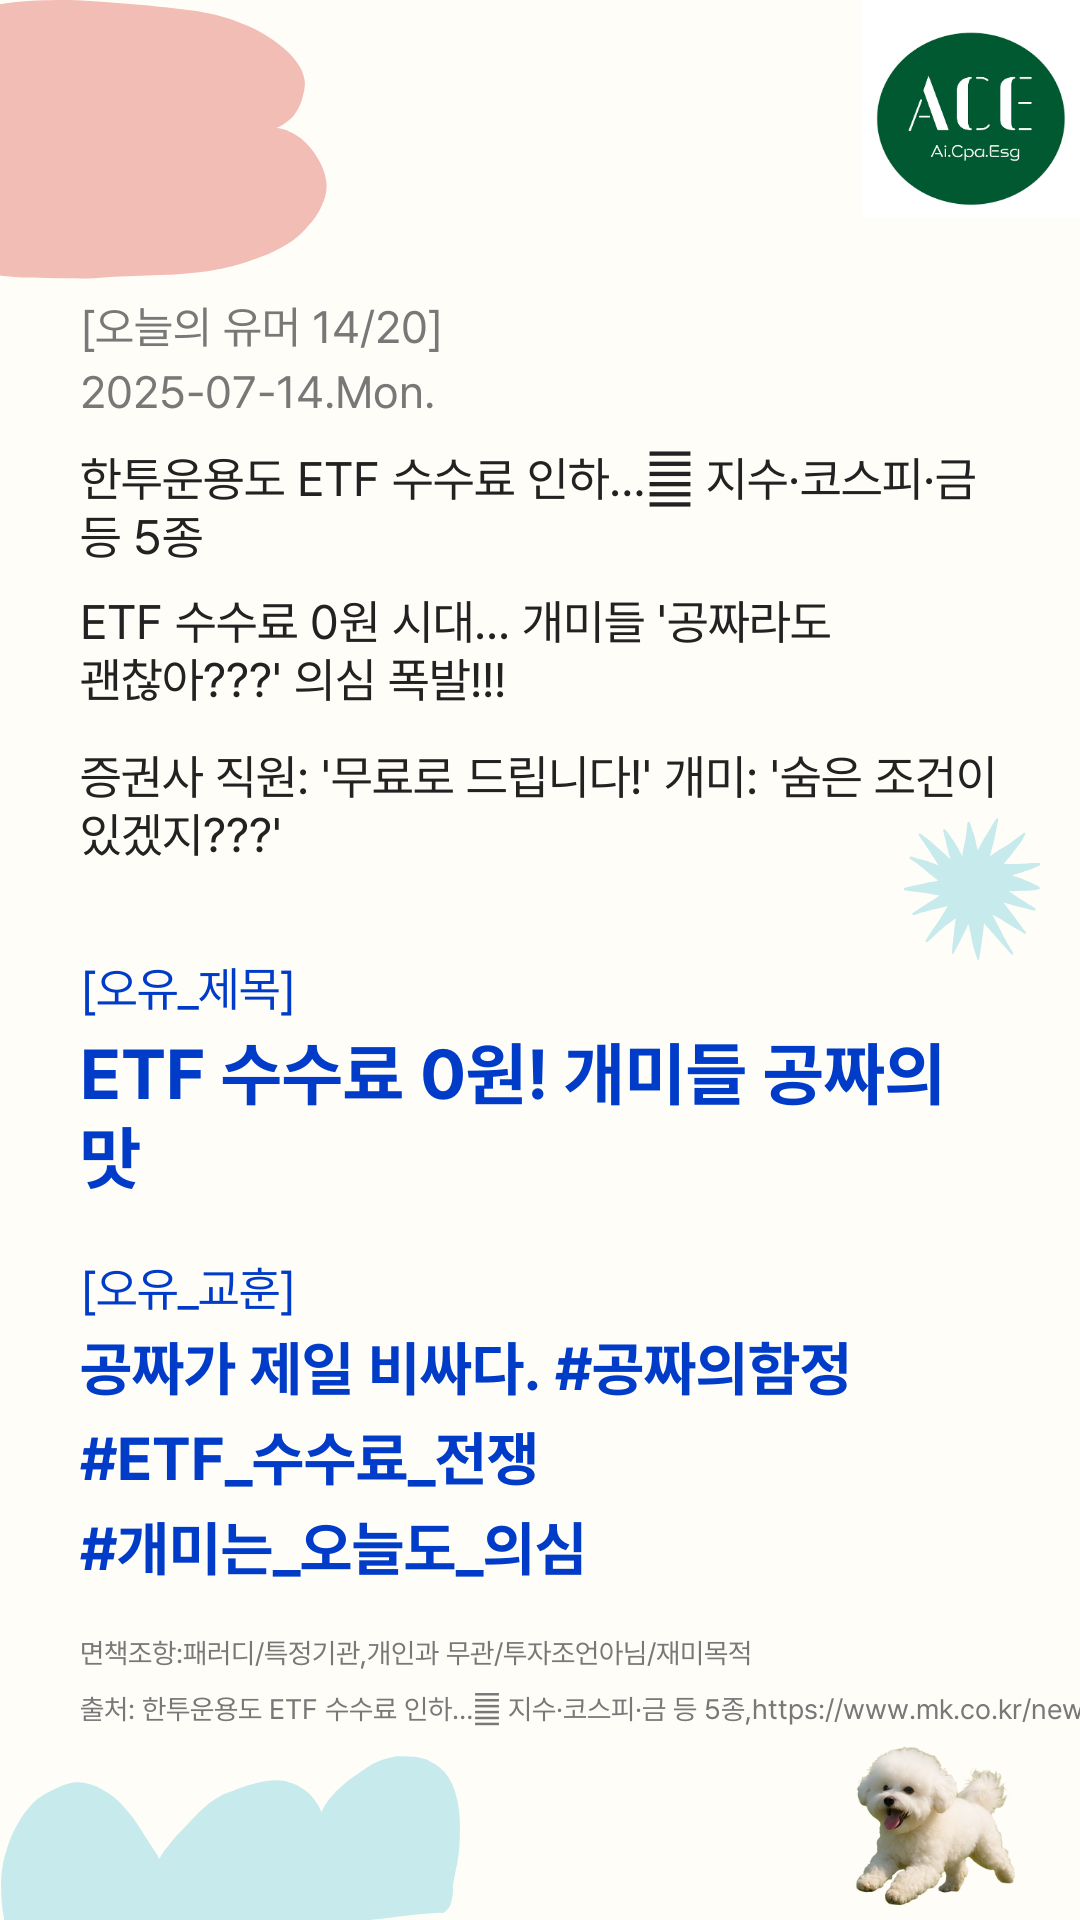 ACE
Ai.Cpa.Esg
[오늘의 유머 14/20]
2025-07-14.Mon.
한투운용도 ETF 수수료 인하… 지수·코스피·금
등 5종
ETF 수수료 0원 시대... 개미들 '공짜라도
괜찮아???' 의심 폭발!!!
증권사 직원: '무료로 드립니다!' 개미: '숨은 조건이
있겠지???'
[오유_제목]
ETF 수수료 0원! 개미들 공짜의
맛
[오유_교훈]
공짜가 제일 비싸다. #공짜의함정
#ETF_수수료_전쟁
#개미는_오늘도_의심
면책조항:패러디/특정기관,개인과 무관/투자조언아님/재미목적
출처: 한투운용도 ETF 수수료 인하… 지수·코스피·금 등 5종,https://www.mk.co.kr/new